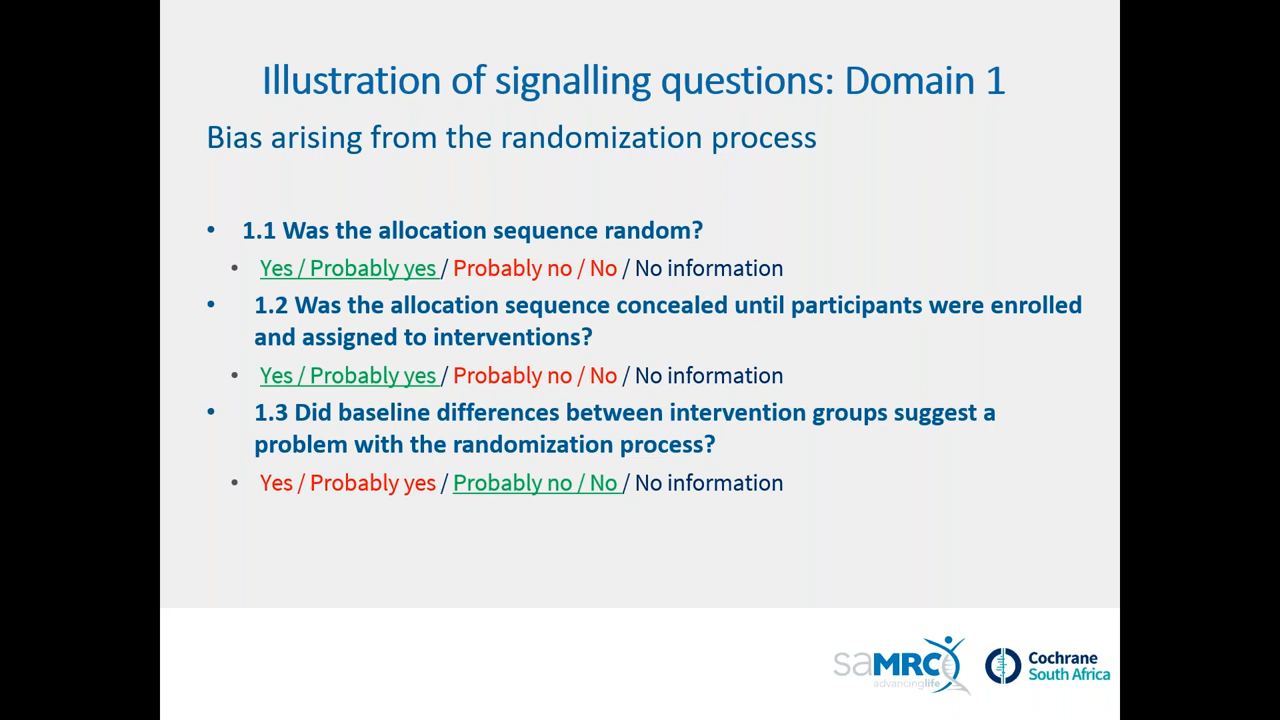 Illustration of signalling questions: Domain 1
Bias arising from the randomization process
• 1.1 Was the allocation sequence random?
• Yes / Probably yes / Probably no / No / No information
• 1.2 Was the allocation sequence concealed until participants were enrolled
and assigned to interventions?
• Yes / Probably yes / Probably no / No / No information
• 1.3 Did baseline differences between intervention groups suggest a
problem with the randomization process?
• Yes / Probably yes / Probably no / No / No information
saMRC
advancinglife
Cochrane
South Africa